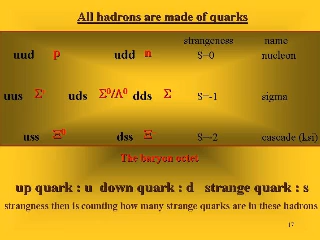 All hadrons are made of quarks
strangeness name
uud p udd n S=0 nucleon
uus Σ uds Σ⁰/Λ⁰ dds Σ S=-1 sigma
uss Ξ⁰ dss Ξ S=-2 cascade (ksi)
The baryon octet
up quark : u down quark : d strange quark : s
strangness then is counting how many strange quarks are in these hadrons
17